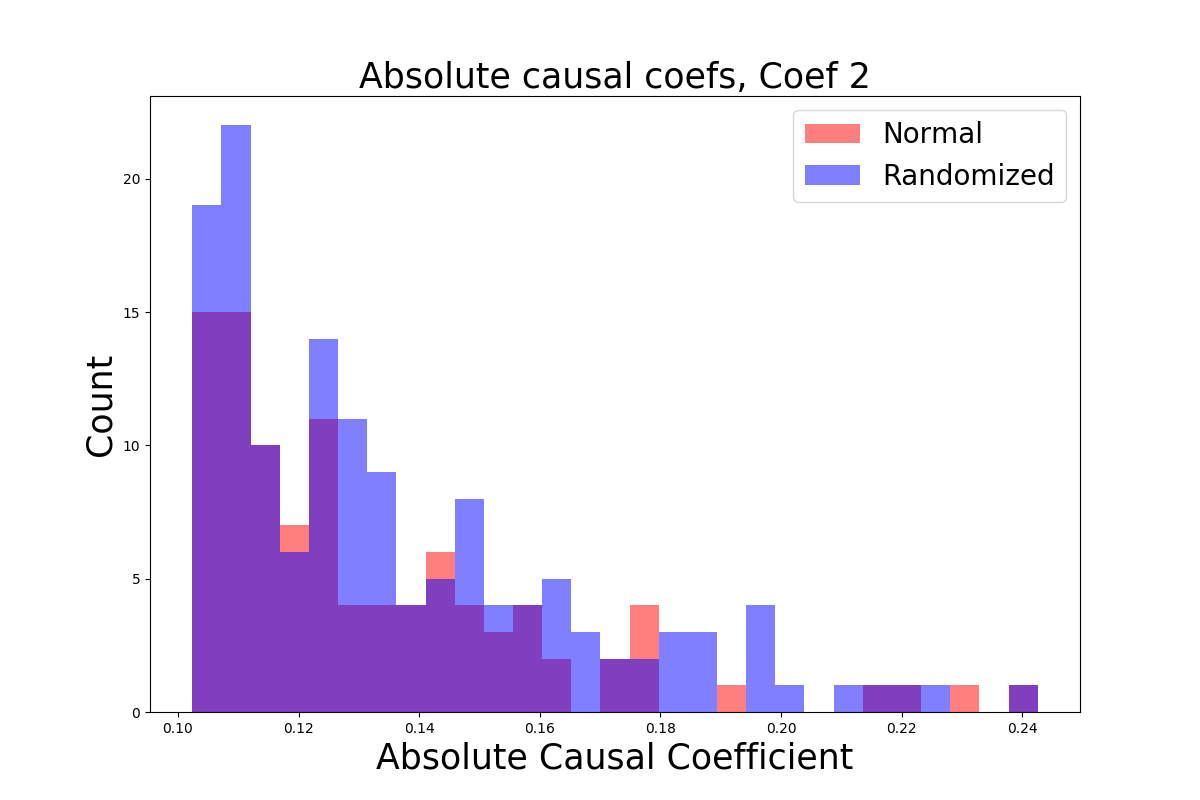 Absolute causal coefs, Coef 2
Normal
Randomized
Count
20
15
10
5
0
0.10 0.12 0.14 0.16 0.18 0.20 0.22 0.24
Absolute Causal Coefficient